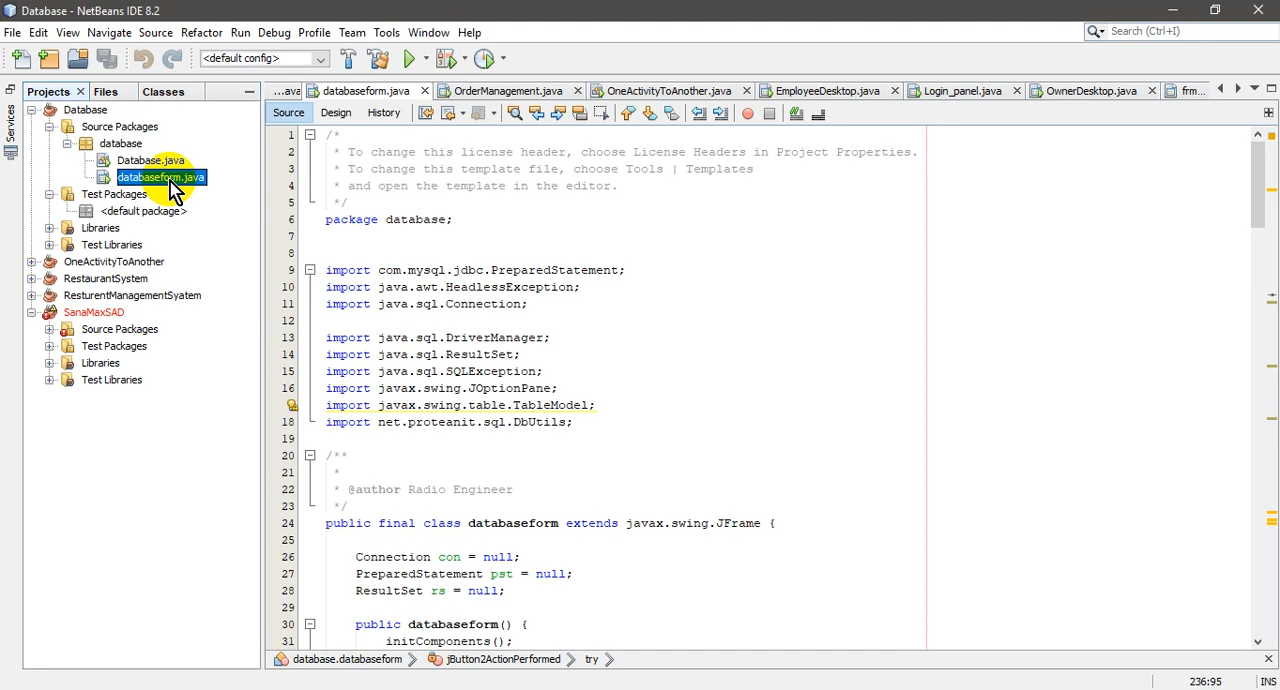 Database - NetBeans IDE 8.2
File Edit View Navigate Source Refactor Run Debug Profile Team Tools Window Help
Search (Ctrl+I)
<default config>
Projects Files Classes
Services
Database
Source Packages
database
Database.java
databaseform.java
Test Packages
<default package>
Libraries
Test Libraries
OneActivityToAnother
RestaurantSystem
ResturentManagementSyatem
SanaMaxSAD
Source Packages
Test Packages
Libraries
Test Libraries
...ava databaseform.java OrderManagement.java OneActivityToAnother.java EmployeeDesktop.java Login_panel.java OwnerDesktop.java frm...
Source Design History
1 /*
2 * To change this license header, choose License Headers in Project Properties.
3 * To change this template file, choose Tools | Templates
4 * and open the template in the editor.
5 */
6 package database;
7
8
9 import com.mysql.jdbc.PreparedStatement;
10 import java.awt.HeadlessException;
11 import java.sql.Connection;
12
13 import java.sql.DriverManager;
14 import java.sql.ResultSet;
15 import java.sql.SQLException;
16 import javax.swing.JOptionPane;
import javax.swing.table.TableModel;
18 import net.proteanit.sql.DbUtils;
19
20 /**
21 *
22 * @author Radio Engineer
23 */
24 public final class databaseform extends javax.swing.JFrame {
25
26 Connection con = null;
27 PreparedStatement pst = null;
28 ResultSet rs = null;
29
30 public databaseform() {
31 initComponents();
database.databaseform jButton2ActionPerformed try
236:95 INS